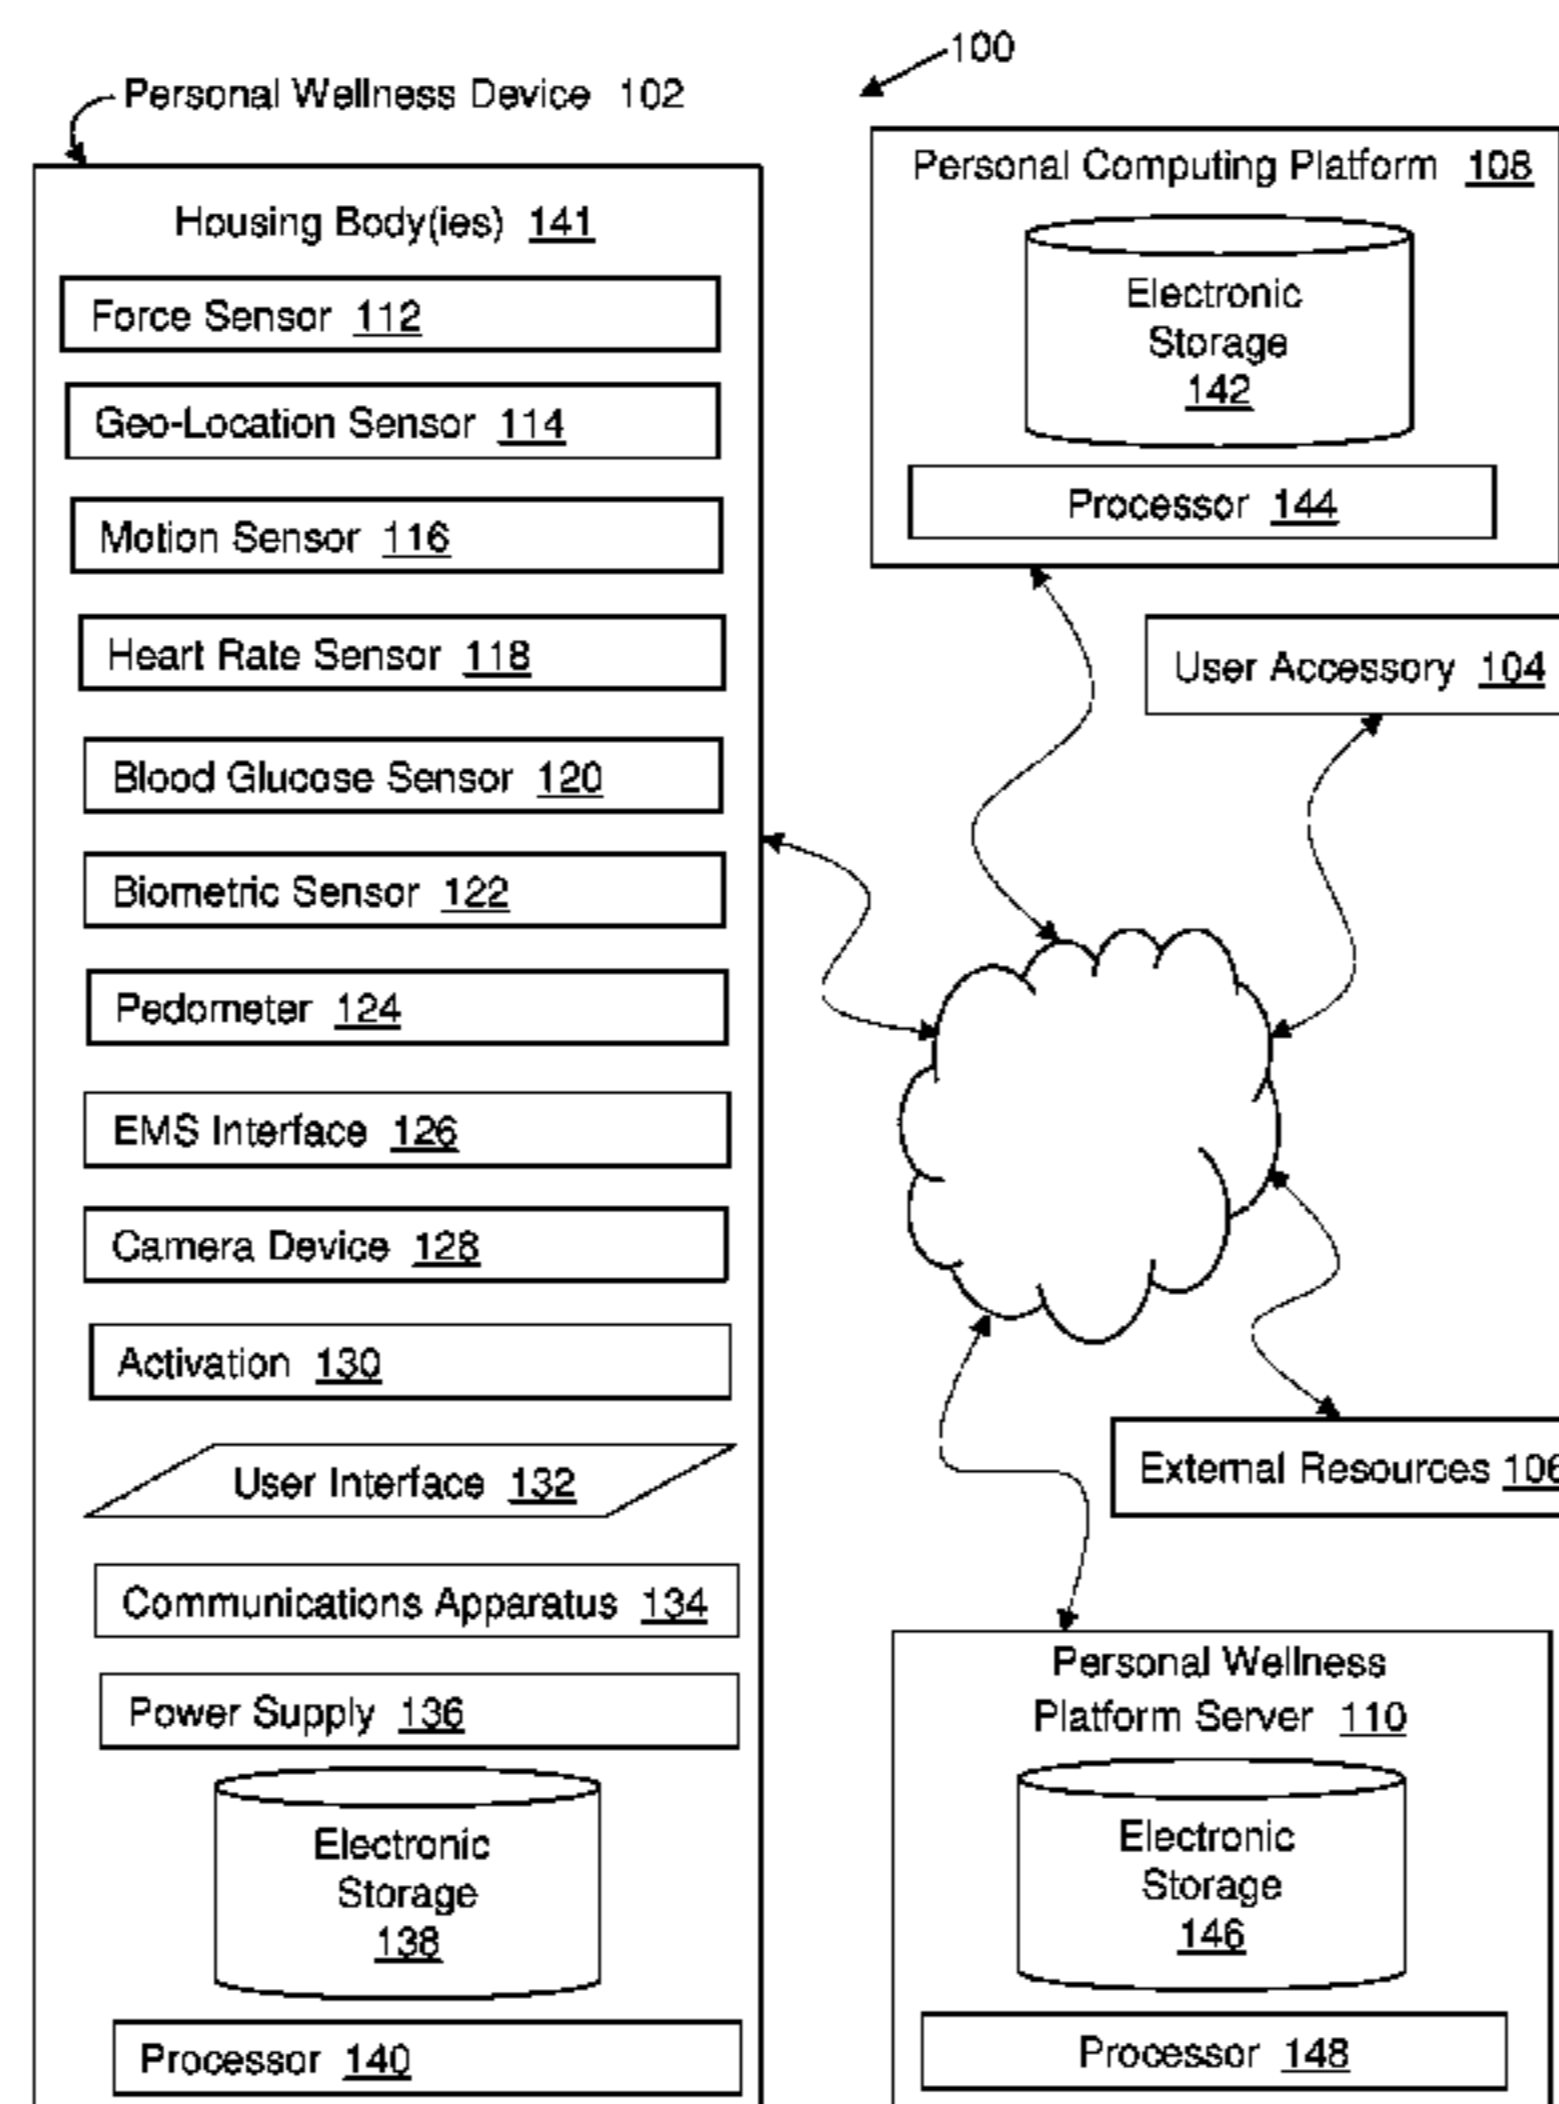 100
Personal Wellness Device 102
Housing Body(ies) 141
Force Sensor 112
Geo-Location Sensor 114
Motion Sensor 116
Heart Rate Sensor 118
Blood Glucose Sensor 120
Biometric Sensor 122
Pedometer 124
EMS Interface 126
Camera Device 128
Activation 130
User Interface 132
Communications Apparatus 134
Power Supply 136
Electronic
Storage
138
Processor 140
Personal Computing Platform 108
Electronic
Storage
142
Processor 144
User Accessory 104
External Resources 106
Personal Wellness
Platform Server 110
Electronic
Storage
146
Processor 148